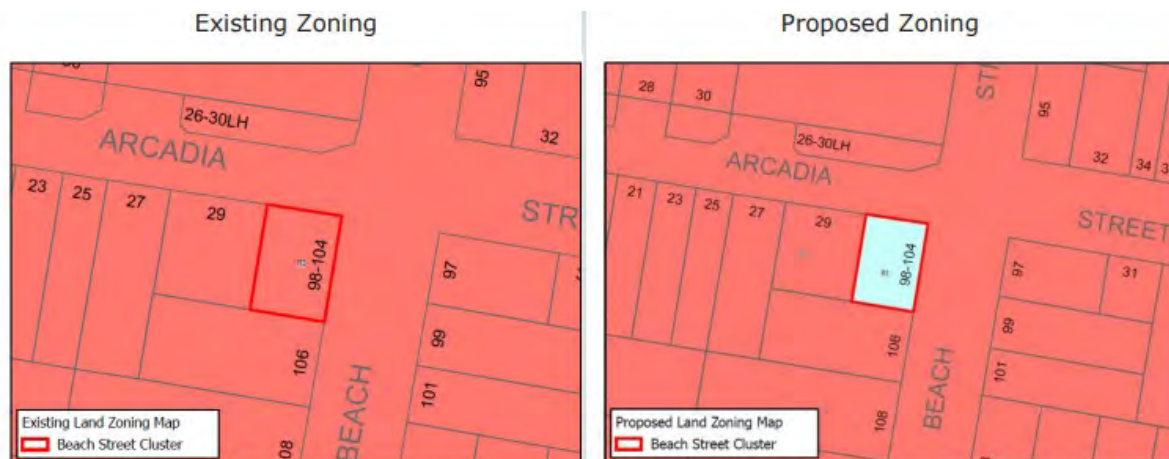 Existing Zoning
26-30LH
95
32
ARCADIA
23
25
27
29
STR
98-104
97
99
106
101
BEACH
08
Existing Land Zoning Map
Beach Street Cluster
Proposed Zoning
28
30
26-30LH
95
32
34
ARCADIA
21
23
25
27
29
STREET
98-104
97
31
99
106
101
BEACH
108
Proposed Land Zoning Map
Beach Street Cluster